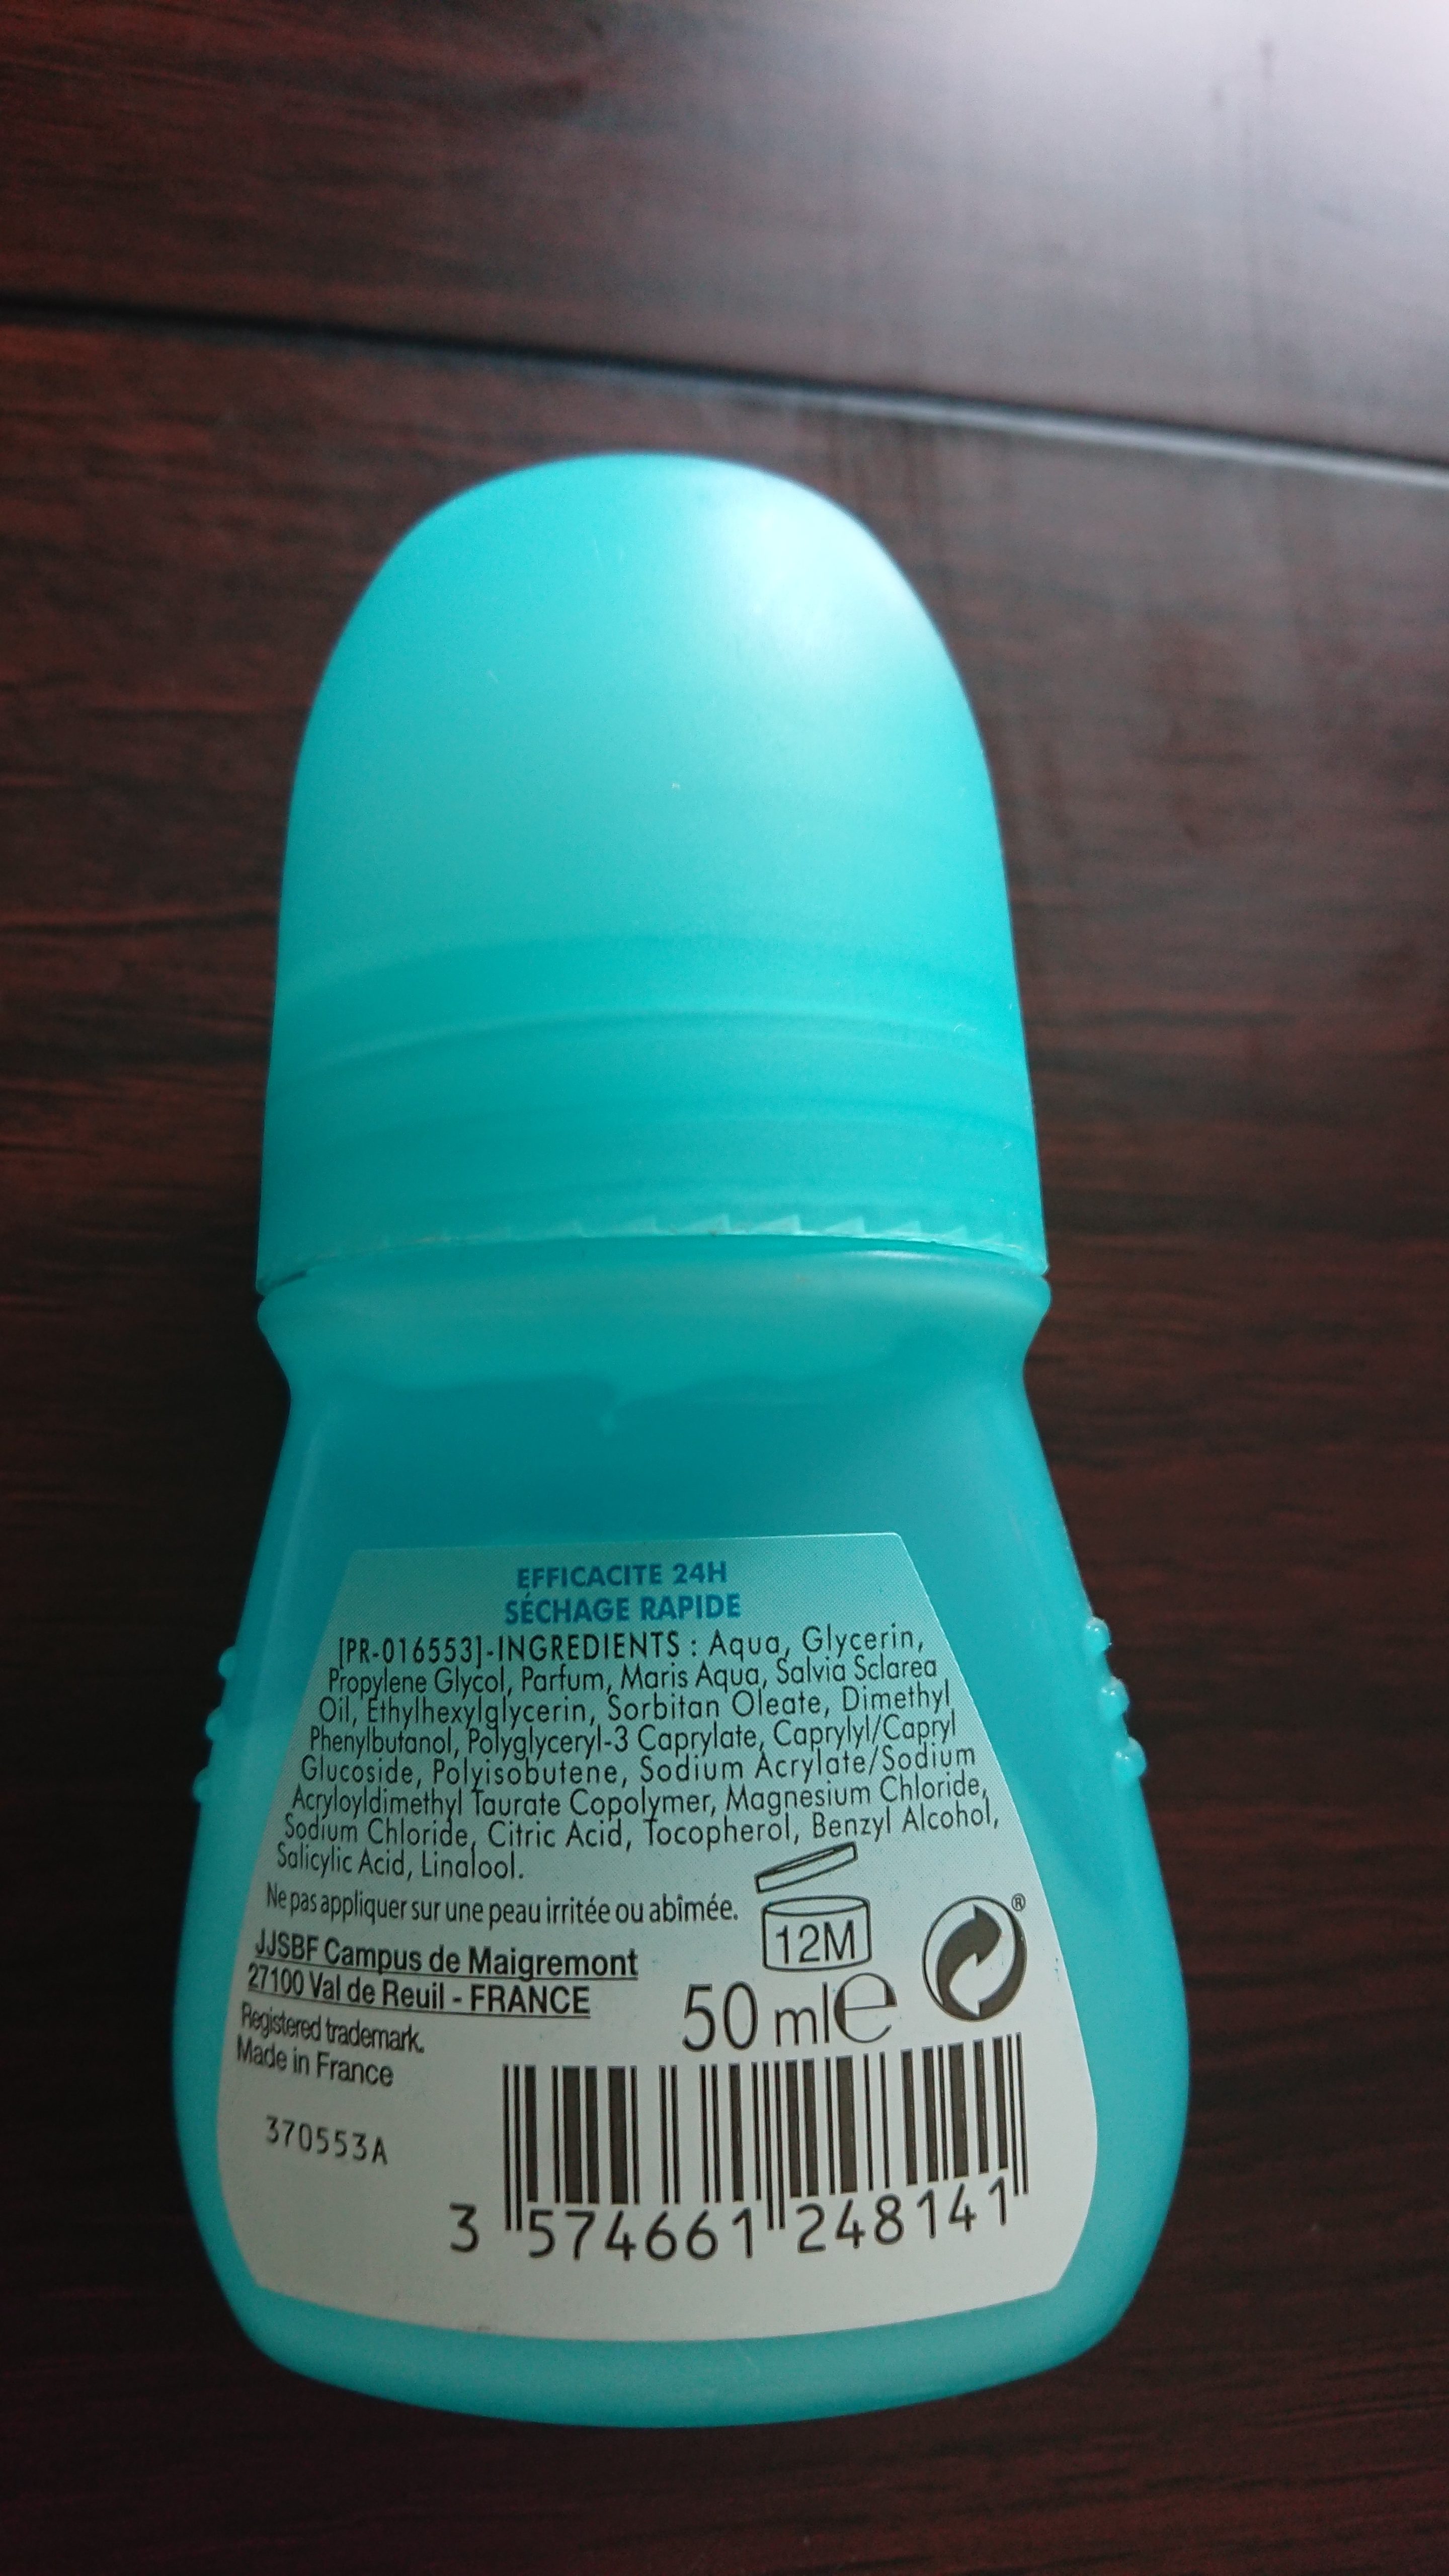 EFFICACITE 24H
SÉCHAGE RAPIDE
[PR-016553]-INGREDIENTS : Aqua, Glycerin,
Propylene Glycol, Parfum, Maris Aqua, Salvia Sclarea
Oil, Ethylhexylglycerin, Sorbitan Oleate, Dimethyl
Phenylbutanol, Polyglyceryl-3 Caprylate, Caprylyl/Capryl
Glucoside, Polyisobutene, Sodium Acrylate/Sodium
Acryloyldimethyl Taurate Copolymer, Magnesium Chloride,
Sodium Chloride, Citric Acid, Tocopherol, Benzyl Alcohol,
Salicylic Acid, Linalool.
Ne pas appliquer sur une peau irritée ou abîmée.
12M
®
JJSBF Campus de Maigremont
27100 Val de Reuil - FRANCE
50 ml℮
Registered trademark.
Made in France
370553A
3 574661 248141